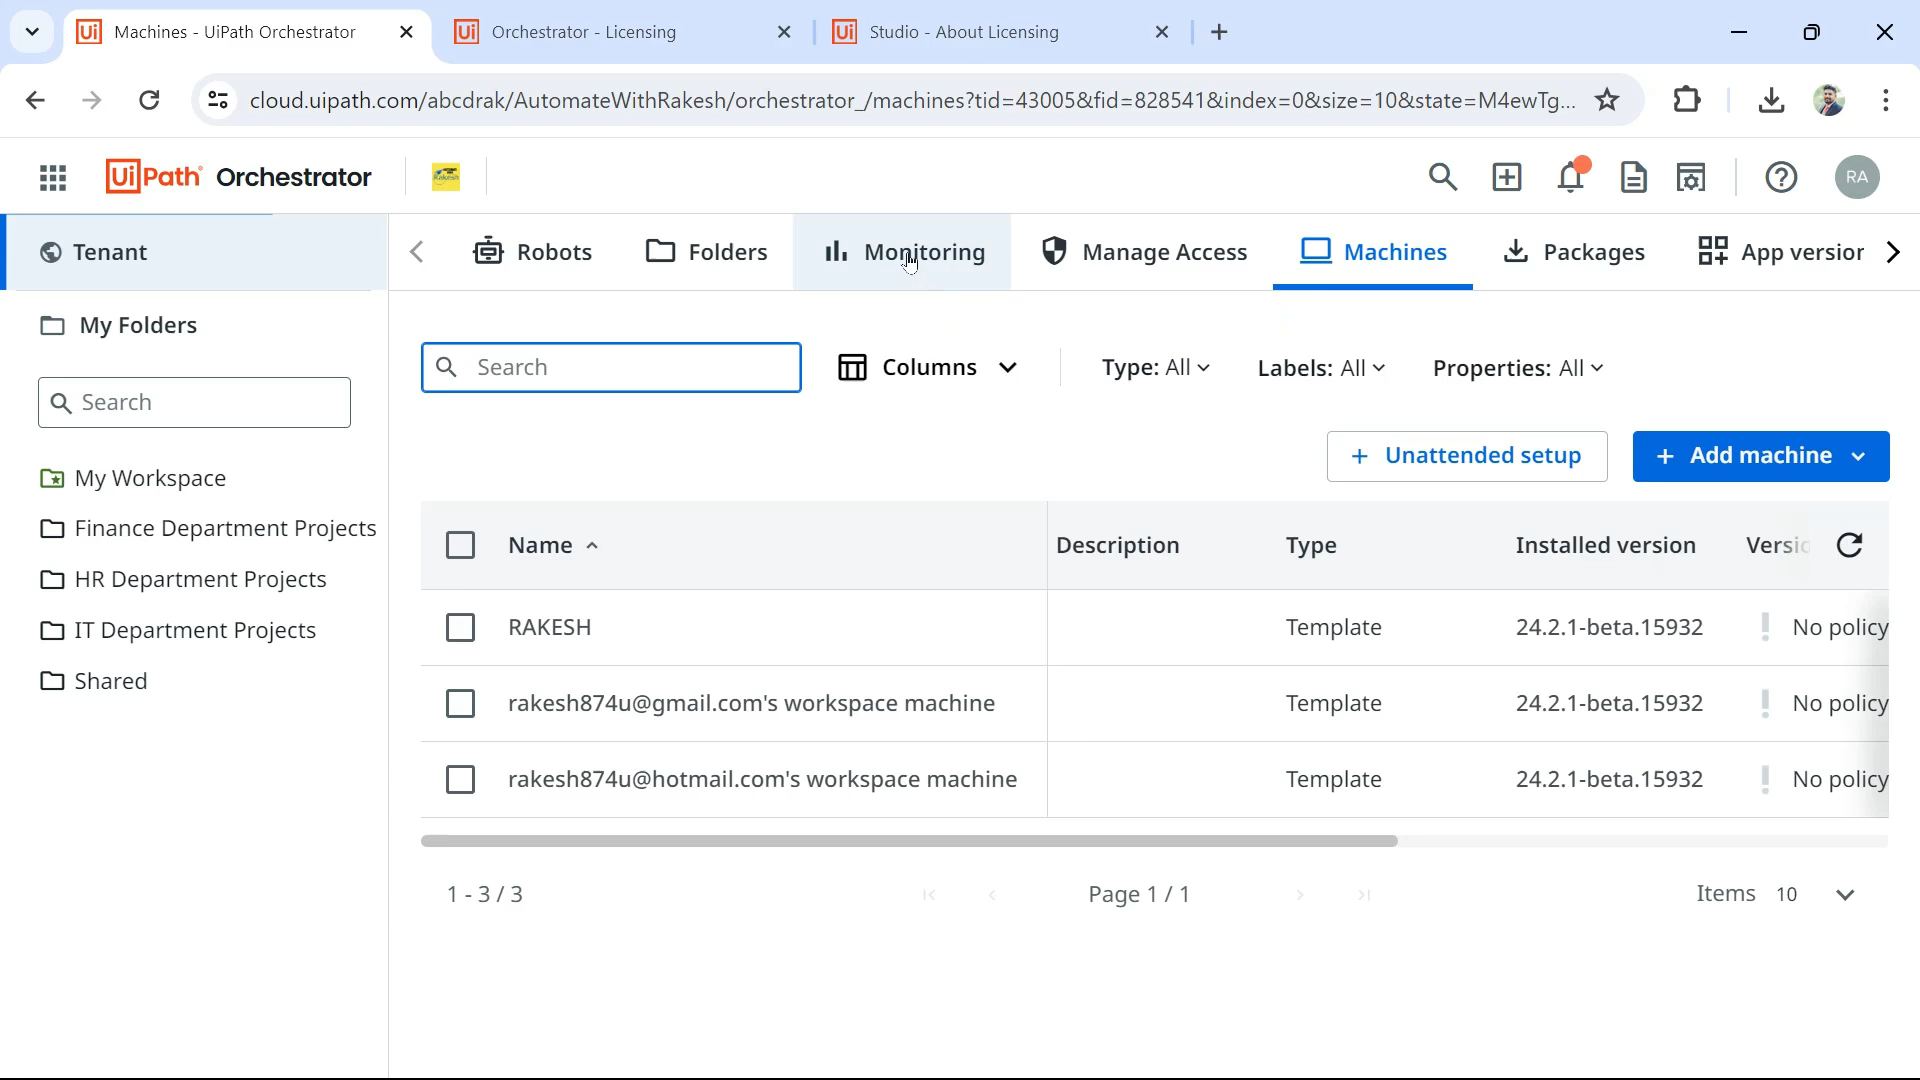 Machines - UiPath Orchestrator
Orchestrator - Licensing
Studio - About Licensing
cloud.uipath.com/abcdrak/AutomateWithRakesh/orchestrator_/machines?tid=43005&fid=828541&index=0&size=10&state=M4ewTg...
UiPath Orchestrator
RA
Tenant
Robots
Folders
Monitoring
Manage Access
Machines
Packages
App version
My Folders
Search
My Workspace
Finance Department Projects
HR Department Projects
IT Department Projects
Shared
Search
Columns
Type: All
Labels: All
Properties: All
+ Unattended setup
+ Add machine
Name Description Type Installed version Versio
RAKESH Template 24.2.1-beta.15932 No policy
rakesh874u@gmail.com's workspace machine Template 24.2.1-beta.15932 No policy
rakesh874u@hotmail.com's workspace machine Template 24.2.1-beta.15932 No policy
1 - 3 / 3
Page 1 / 1
Items 10